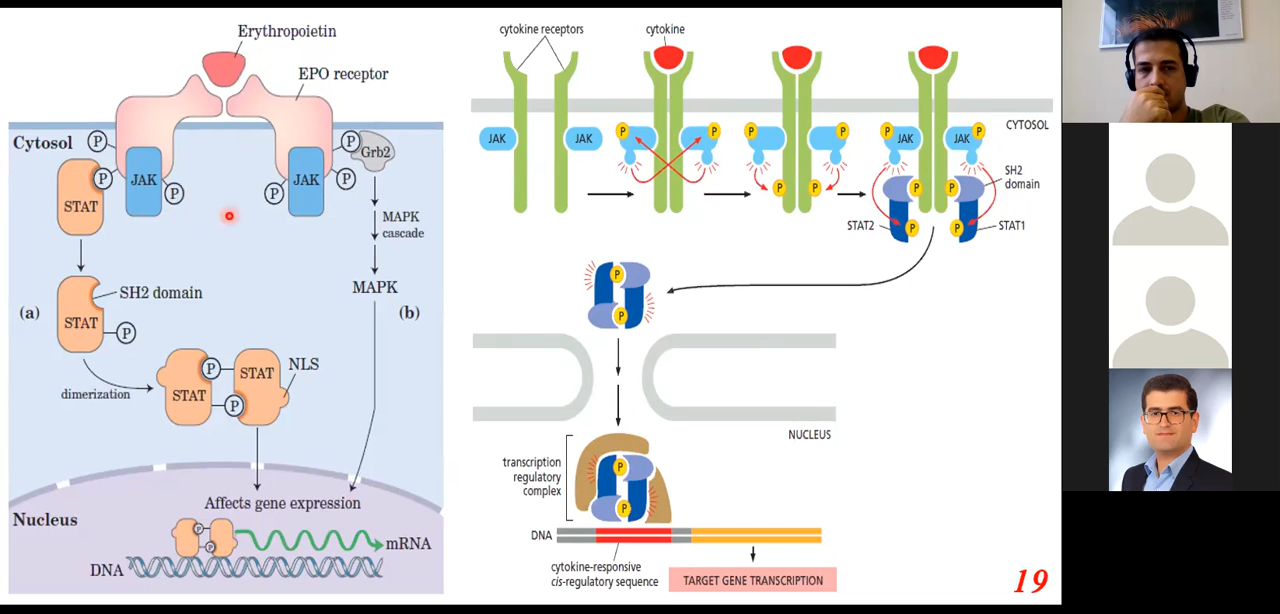 Erythropoietin
EPO receptor
Cytosol
P
P
Grb2
P
JAK
P
P
JAK
P
STAT
MAPK
cascade
MAPK
SH2 domain
(a)
STAT
P
(b)
dimerization
STAT
P
P
STAT
NLS
Affects gene expression
Nucleus
P
P
mRNA
DNA
cytokine receptors
cytokine
CYTOSOL
JAK
JAK
P
P
P
P
P
P
P
JAK
JAK
P
P
P
SH2
domain
STAT2
P
P
STAT1
P
P
NUCLEUS
transcription
regulatory
complex
P
P
DNA
cytokine-responsive
cis-regulatory sequence
TARGET GENE TRANSCRIPTION
19